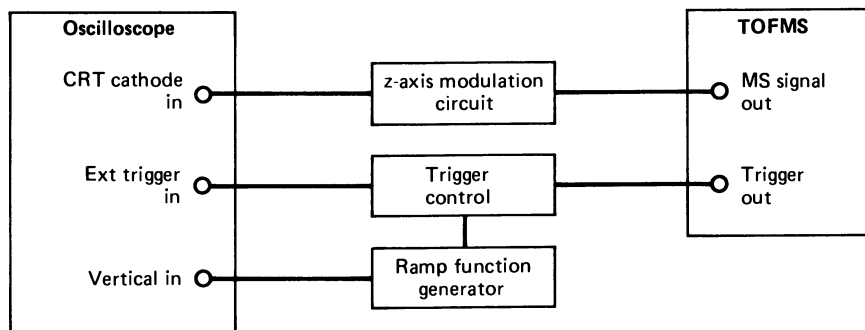 Oscilloscope
CRT cathode
in
Ext trigger
in
Vertical in
z-axis modulation
circuit
Trigger
control
Ramp function
generator
TOFMS
MS signal
out
Trigger
out